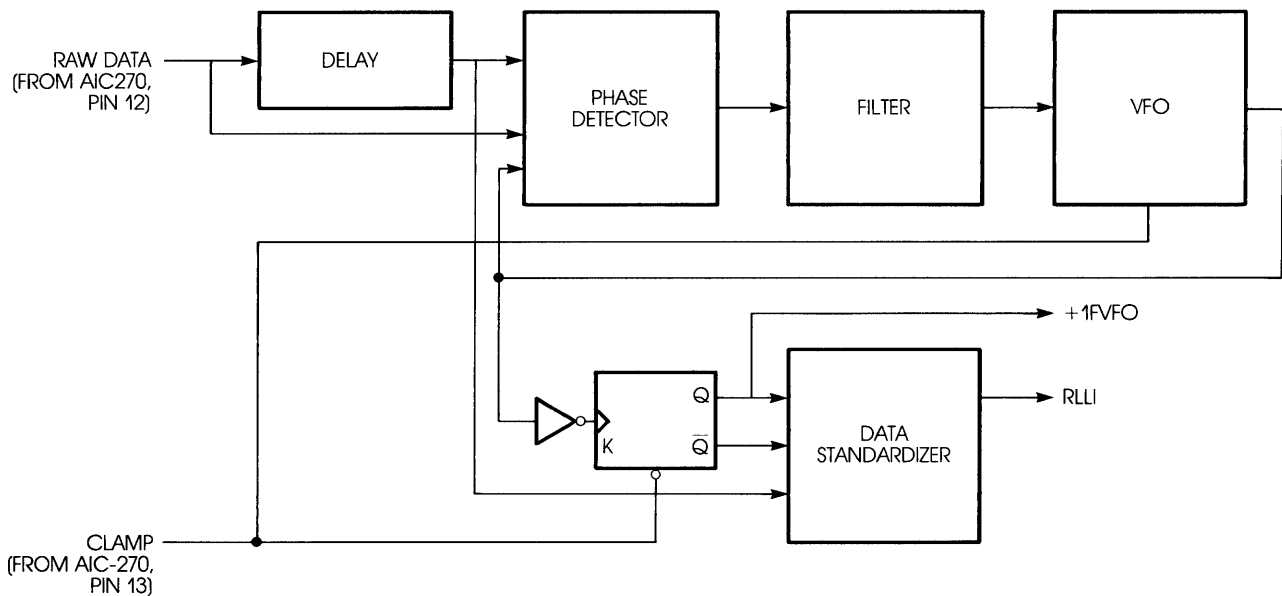 RAW DATA
(FROM AIC270,
PIN 12)
DELAY
PHASE
DETECTOR
FILTER
VFO
+1FVFO
Q
K
Q̅
DATA
STANDARDIZER
RLLI
CLAMP
(FROM AIC-270,
PIN 13)